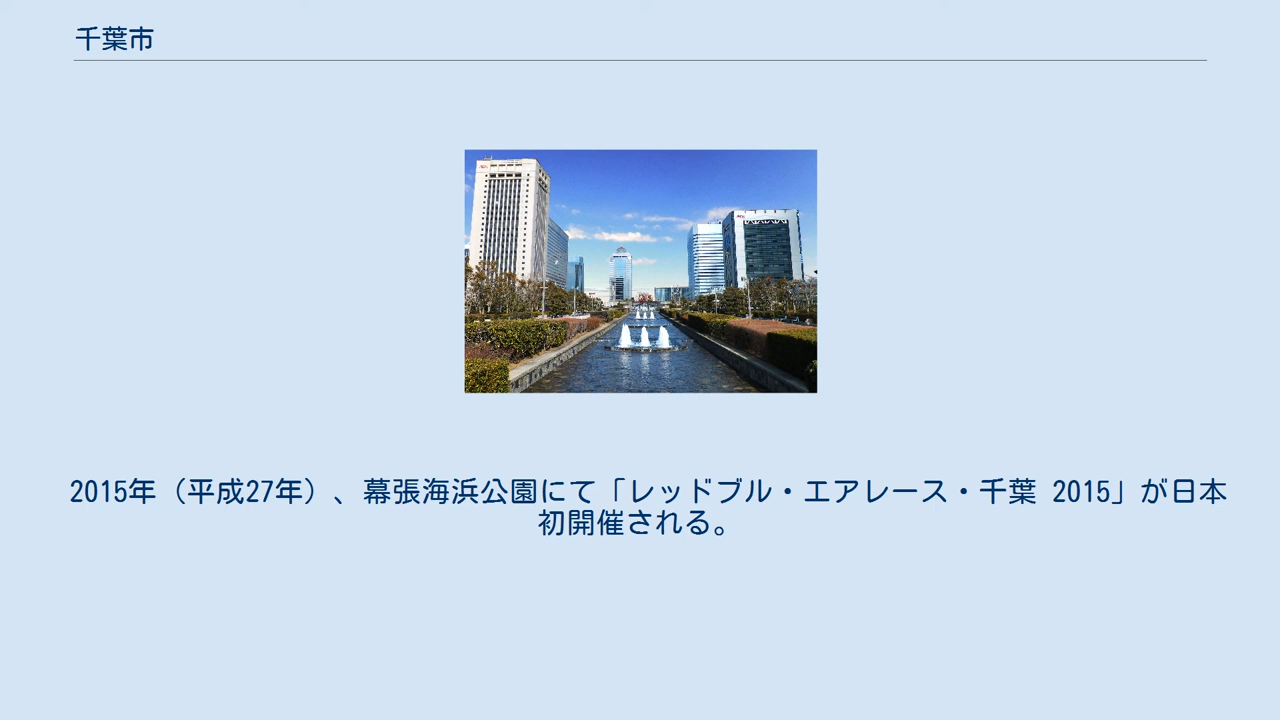 千葉市
2015年（平成27年）、幕張海浜公園にて「レッドブル・エアレース・千葉 2015」が日本
初開催される。